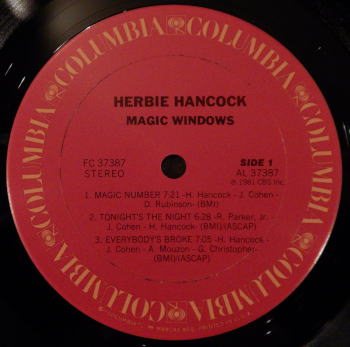 COLUMBIA COLUMBIA COLUMBIA COLUMBIA COLUMBIA COLUMBIA
HERBIE HANCOCK
MAGIC WINDOWS
FC 37387
STEREO
SIDE 1
AL 37387
℗ 1981 CBS Inc.
1. MAGIC NUMBER 7:21 -H. Hancock - J. Cohen -
D. Rubinson- (BMI)
2. TONIGHT'S THE NIGHT 6:28 -R. Parker, Jr. -
J. Cohen - H. Hancock- (BMI)/(ASCAP)
3. EVERYBODY'S BROKE 7:05 -H. Hancock -
J. Cohen - A. Mouzon - G. Christopher-
(BMI)/(ASCAP)